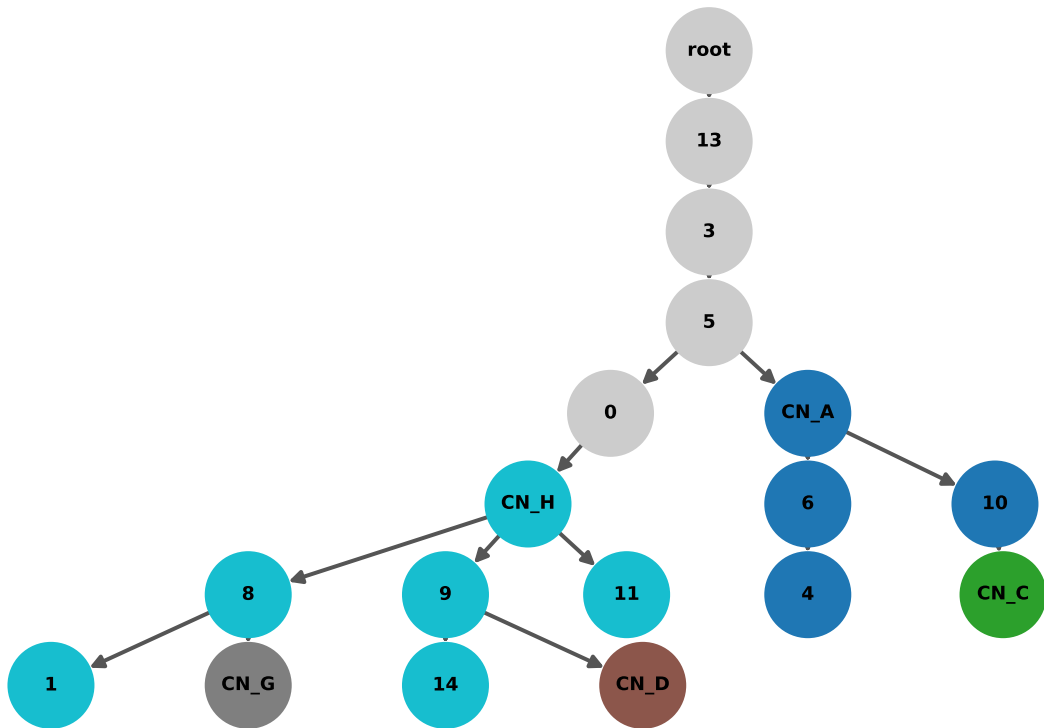 root
13
3
5
0 CN_A
CN_H 6 10
8 9 11 4 CN_C
1 CN_G 14 CN_D